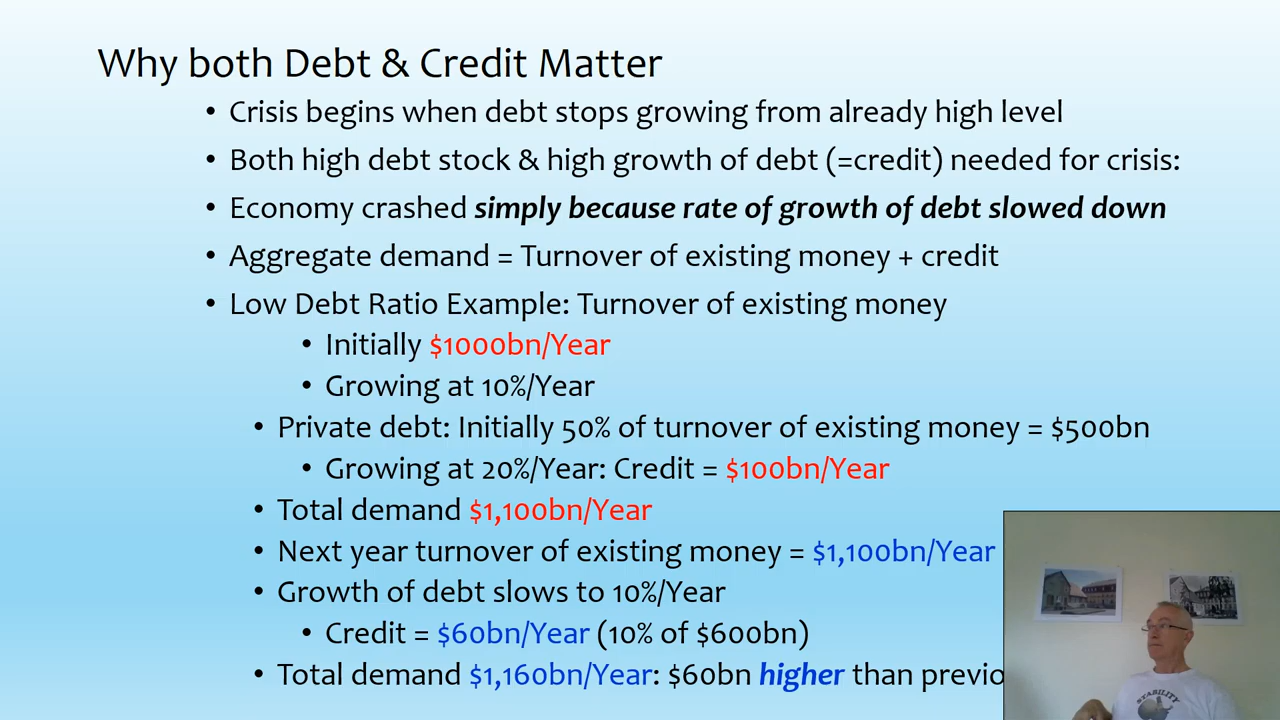 Why both Debt & Credit Matter
• Crisis begins when debt stops growing from already high level
• Both high debt stock & high growth of debt (=credit) needed for crisis:
• Economy crashed simply because rate of growth of debt slowed down
• Aggregate demand = Turnover of existing money + credit
• Low Debt Ratio Example: Turnover of existing money
• Initially $1000bn/Year
• Growing at 10%/Year
• Private debt: Initially 50% of turnover of existing money = $500bn
• Growing at 20%/Year: Credit = $100bn/Year
• Total demand $1,100bn/Year
• Next year turnover of existing money = $1,100bn/Year
• Growth of debt slows to 10%/Year
• Credit = $60bn/Year (10% of $600bn)
• Total demand $1,160bn/Year: $60bn higher than previo
STABILITY